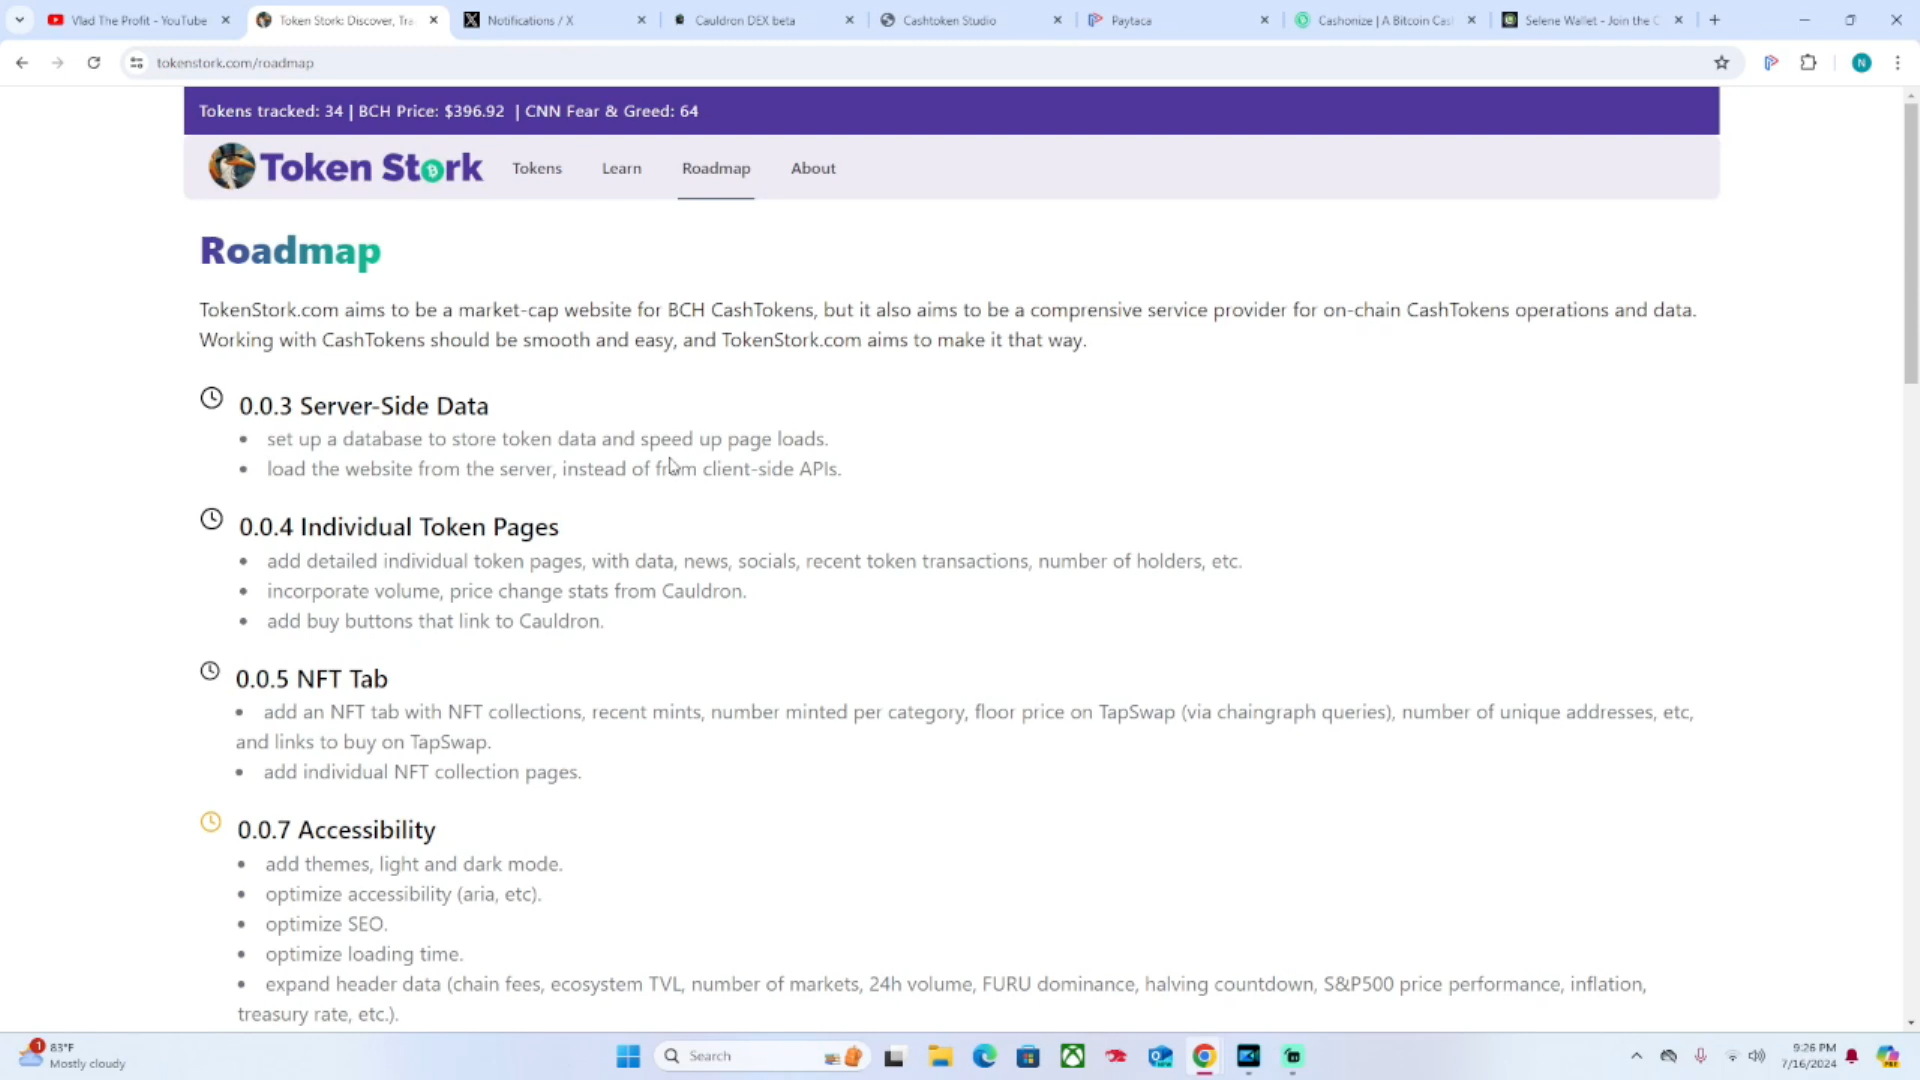 Vlad The Profit - YouTube
Token Stork: Discover, Tra
Notifications / X
Cauldron DEX beta
Cashtoken Studio
Paytaca
Cashonize | A Bitcoin Cas
Selene Wallet - Join the C
tokenstork.com/roadmap
N
Tokens tracked: 34 | BCH Price: $396.92 | CNN Fear & Greed: 64
Token Stork
Tokens
Learn
Roadmap
About
Roadmap
TokenStork.com aims to be a market-cap website for BCH CashTokens, but it also aims to be a comprensive service provider for on-chain CashTokens operations and data.
Working with CashTokens should be smooth and easy, and TokenStork.com aims to make it that way.
0.0.3 Server-Side Data
• set up a database to store token data and speed up page loads.
• load the website from the server, instead of from client-side APIs.
0.0.4 Individual Token Pages
• add detailed individual token pages, with data, news, socials, recent token transactions, number of holders, etc.
• incorporate volume, price change stats from Cauldron.
• add buy buttons that link to Cauldron.
0.0.5 NFT Tab
• add an NFT tab with NFT collections, recent mints, number minted per category, floor price on TapSwap (via chaingraph queries), number of unique addresses, etc,
and links to buy on TapSwap.
• add individual NFT collection pages.
0.0.7 Accessibility
• add themes, light and dark mode.
• optimize accessibility (aria, etc).
• optimize SEO.
• optimize loading time.
• expand header data (chain fees, ecosystem TVL, number of markets, 24h volume, FURU dominance, halving countdown, S&P500 price performance, inflation,
treasury rate, etc.).
1
83°F
Mostly cloudy
Search
9:26 PM
7/16/2024